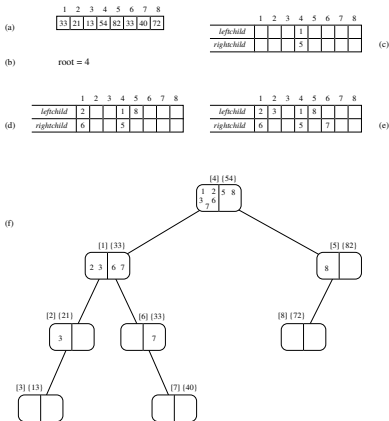 1 2 3 4 5 6 7 8
(a) 33 21 13 54 82 33 40 72
(b) root = 4
1 2 3 4 5 6 7 8
leftchild 1
rightchild 5
(c)
1 2 3 4 5 6 7 8
(d) leftchild 2 1 8
rightchild 6 5
1 2 3 4 5 6 7 8
leftchild 2 3 1 8
rightchild 6 5 7
(e)
(f)
[4] {54}
1 2 5 8
3 6
7
[1] {33}
2 3 6 7
[5] {82}
8
[2] {21}
3
[6] {33}
7
[8] {72}
[3] {13}
[7] {40}